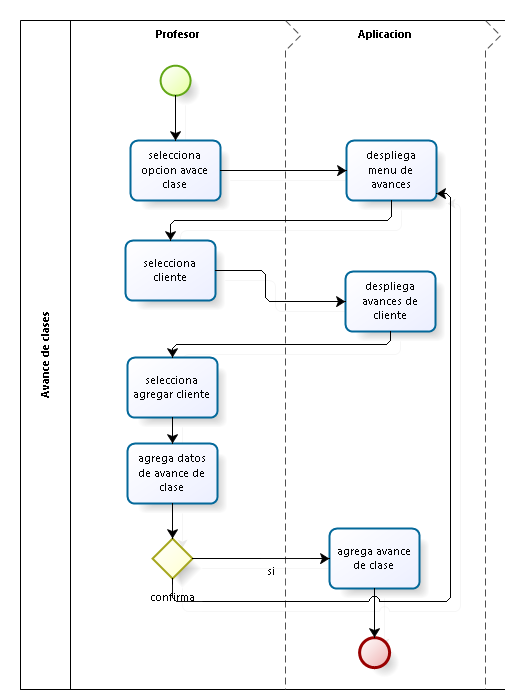 Profesor
Aplicacion
Avance de clases
selecciona
opcion avace
clase
despliega
menu de
avances
selecciona
cliente
despliega
avances de
cliente
selecciona
agregar cliente
agrega datos
de avance de
clase
agrega avance
de clase
si
confirma